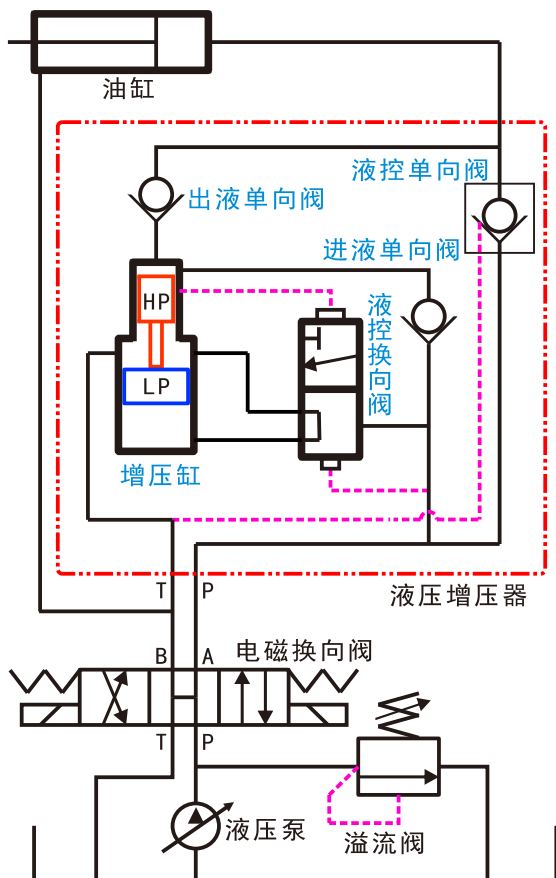 油缸
液控单向阀
出液单向阀
进液单向阀
HP
液控换向阀
LP
增压缸
T P
液压增压器
B A
电磁换向阀
T P
液压泵
溢流阀